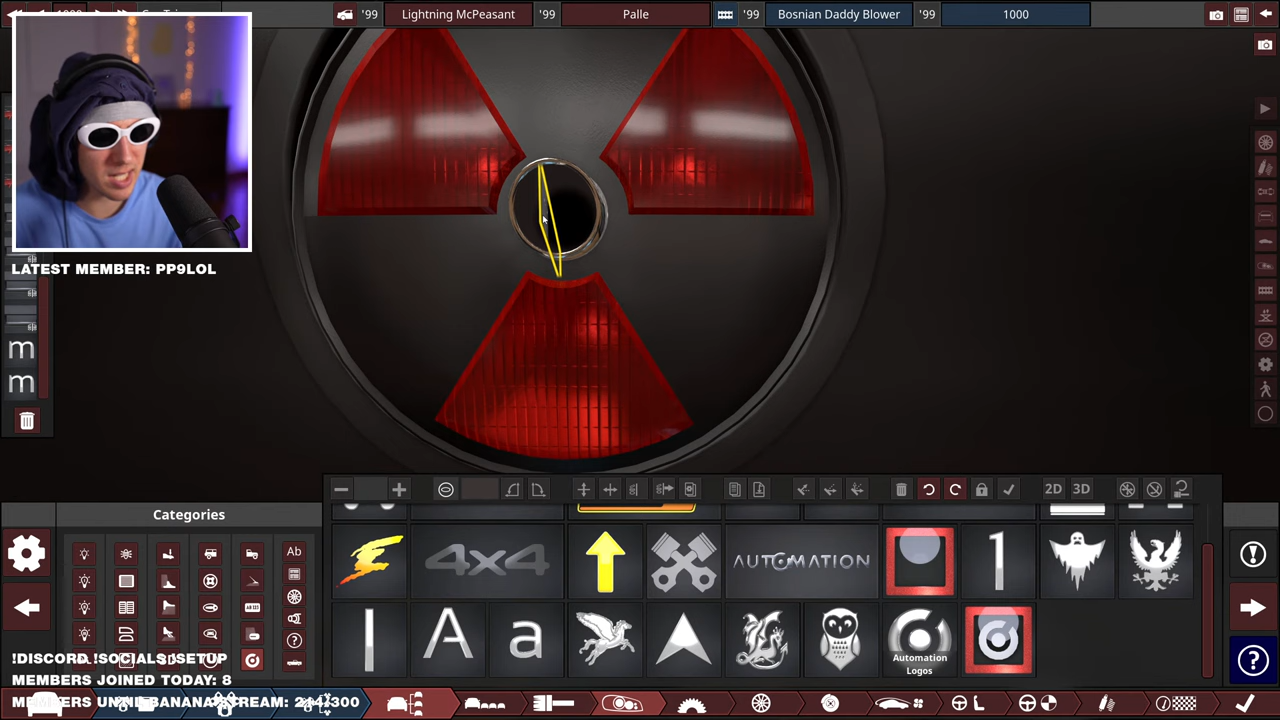 '99 Lightning McPeasant '99 Palle '99 Bosnian Daddy Blower '99 1000
LATEST MEMBER: PP9LOL
m
m
2D 3D
Categories
Ab
4x4 AUTOMATION 1
A a
Automation
Logos
!DISCORD !SOCIALS !SETUP
MEMBERS JOINED TODAY: 8